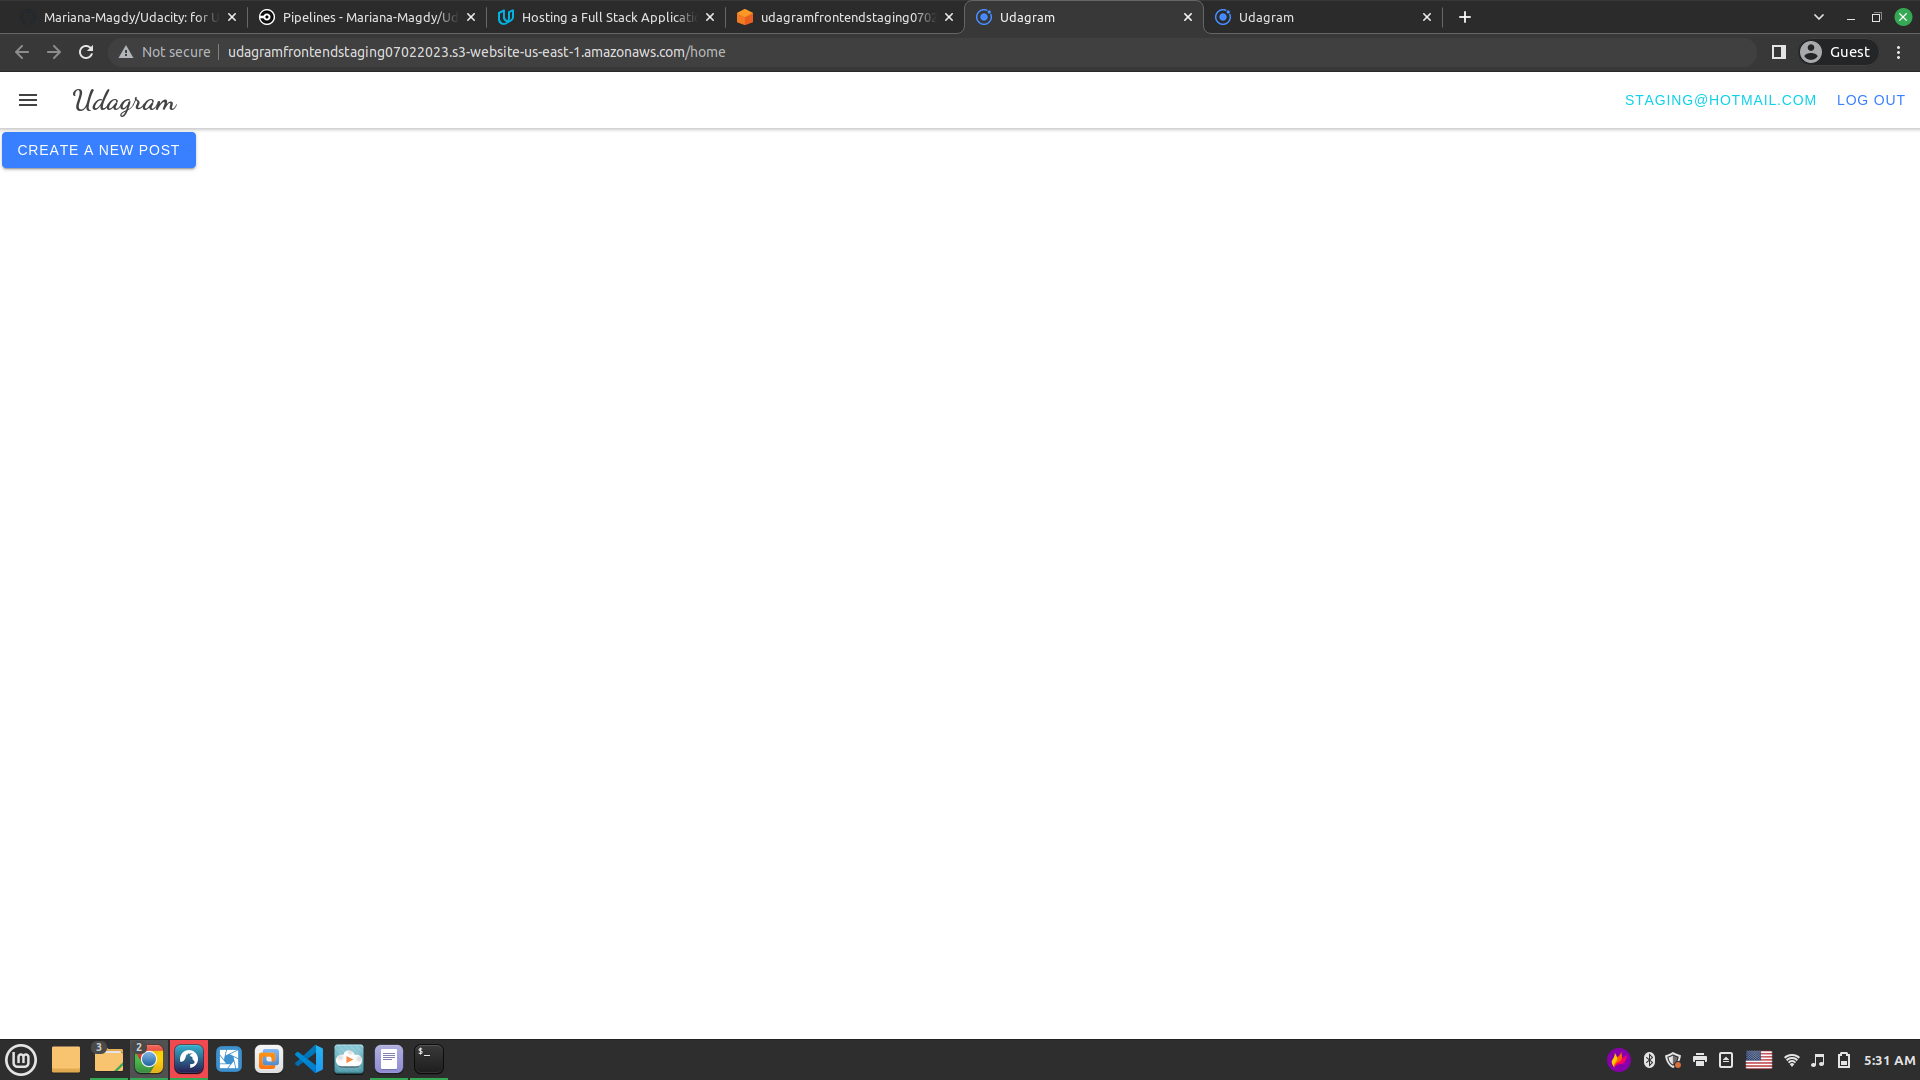 Mariana-Magdy/Udacity: for U
Pipelines - Mariana-Magdy/Ud
Hosting a Full Stack Applicati
udagramfrontendstaging0702
Udagram
Udagram
Not secure
udagramfrontendstaging07022023.s3-website-us-east-1.amazonaws.com/home
Guest
Udagram
STAGING@HOTMAIL.COM
LOG OUT
CREATE A NEW POST
3
2
lm
$_
5:31 AM